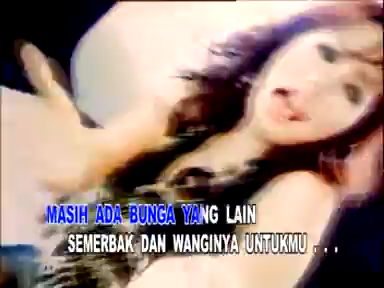 MASIH ADA BUNGA YANG LAIN
SEMERBAK DAN WANGINYA UNTUKMU . . .